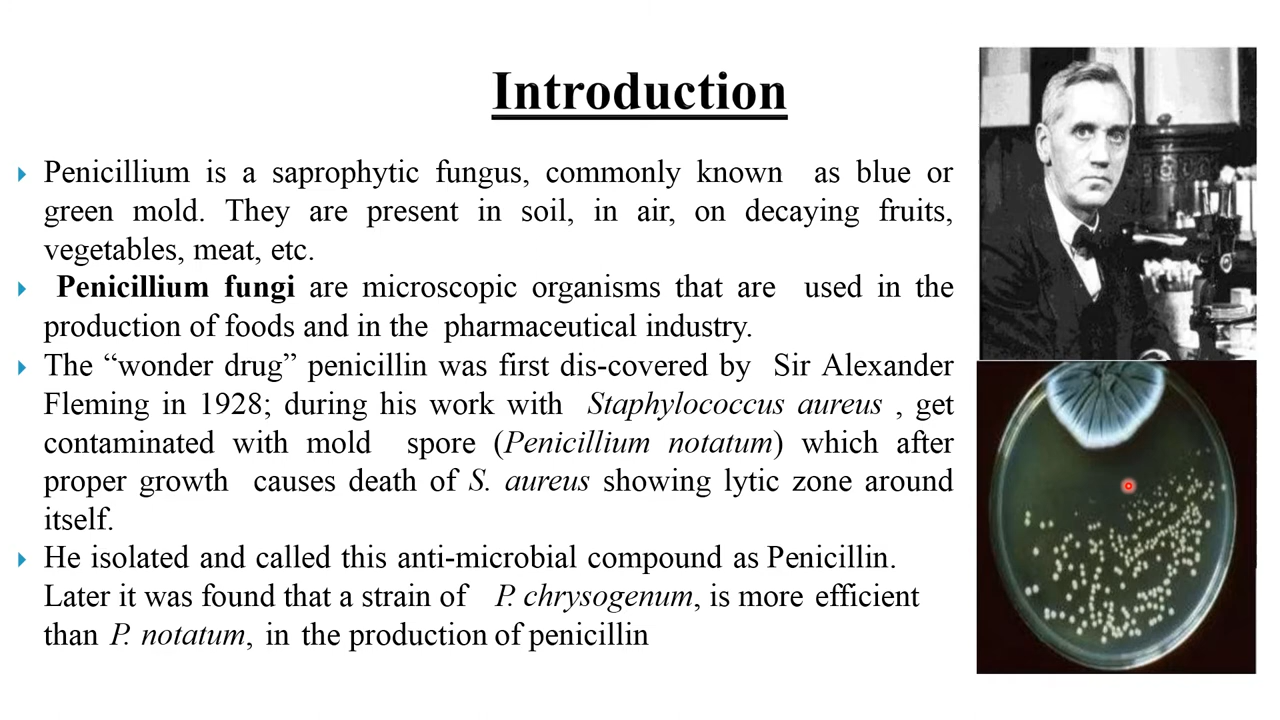 Introduction
Penicillium is a saprophytic fungus, commonly known as blue or
green mold. They are present in soil, in air, on decaying fruits,
vegetables, meat, etc.
Penicillium fungi are microscopic organisms that are used in the
production of foods and in the pharmaceutical industry.
The “wonder drug” penicillin was first dis-covered by Sir Alexander
Fleming in 1928; during his work with Staphylococcus aureus , get
contaminated with mold spore (Penicillium notatum) which after
proper growth causes death of S. aureus showing lytic zone around
itself.
He isolated and called this anti-microbial compound as Penicillin.
Later it was found that a strain of P. chrysogenum, is more efficient
than P. notatum, in the production of penicillin